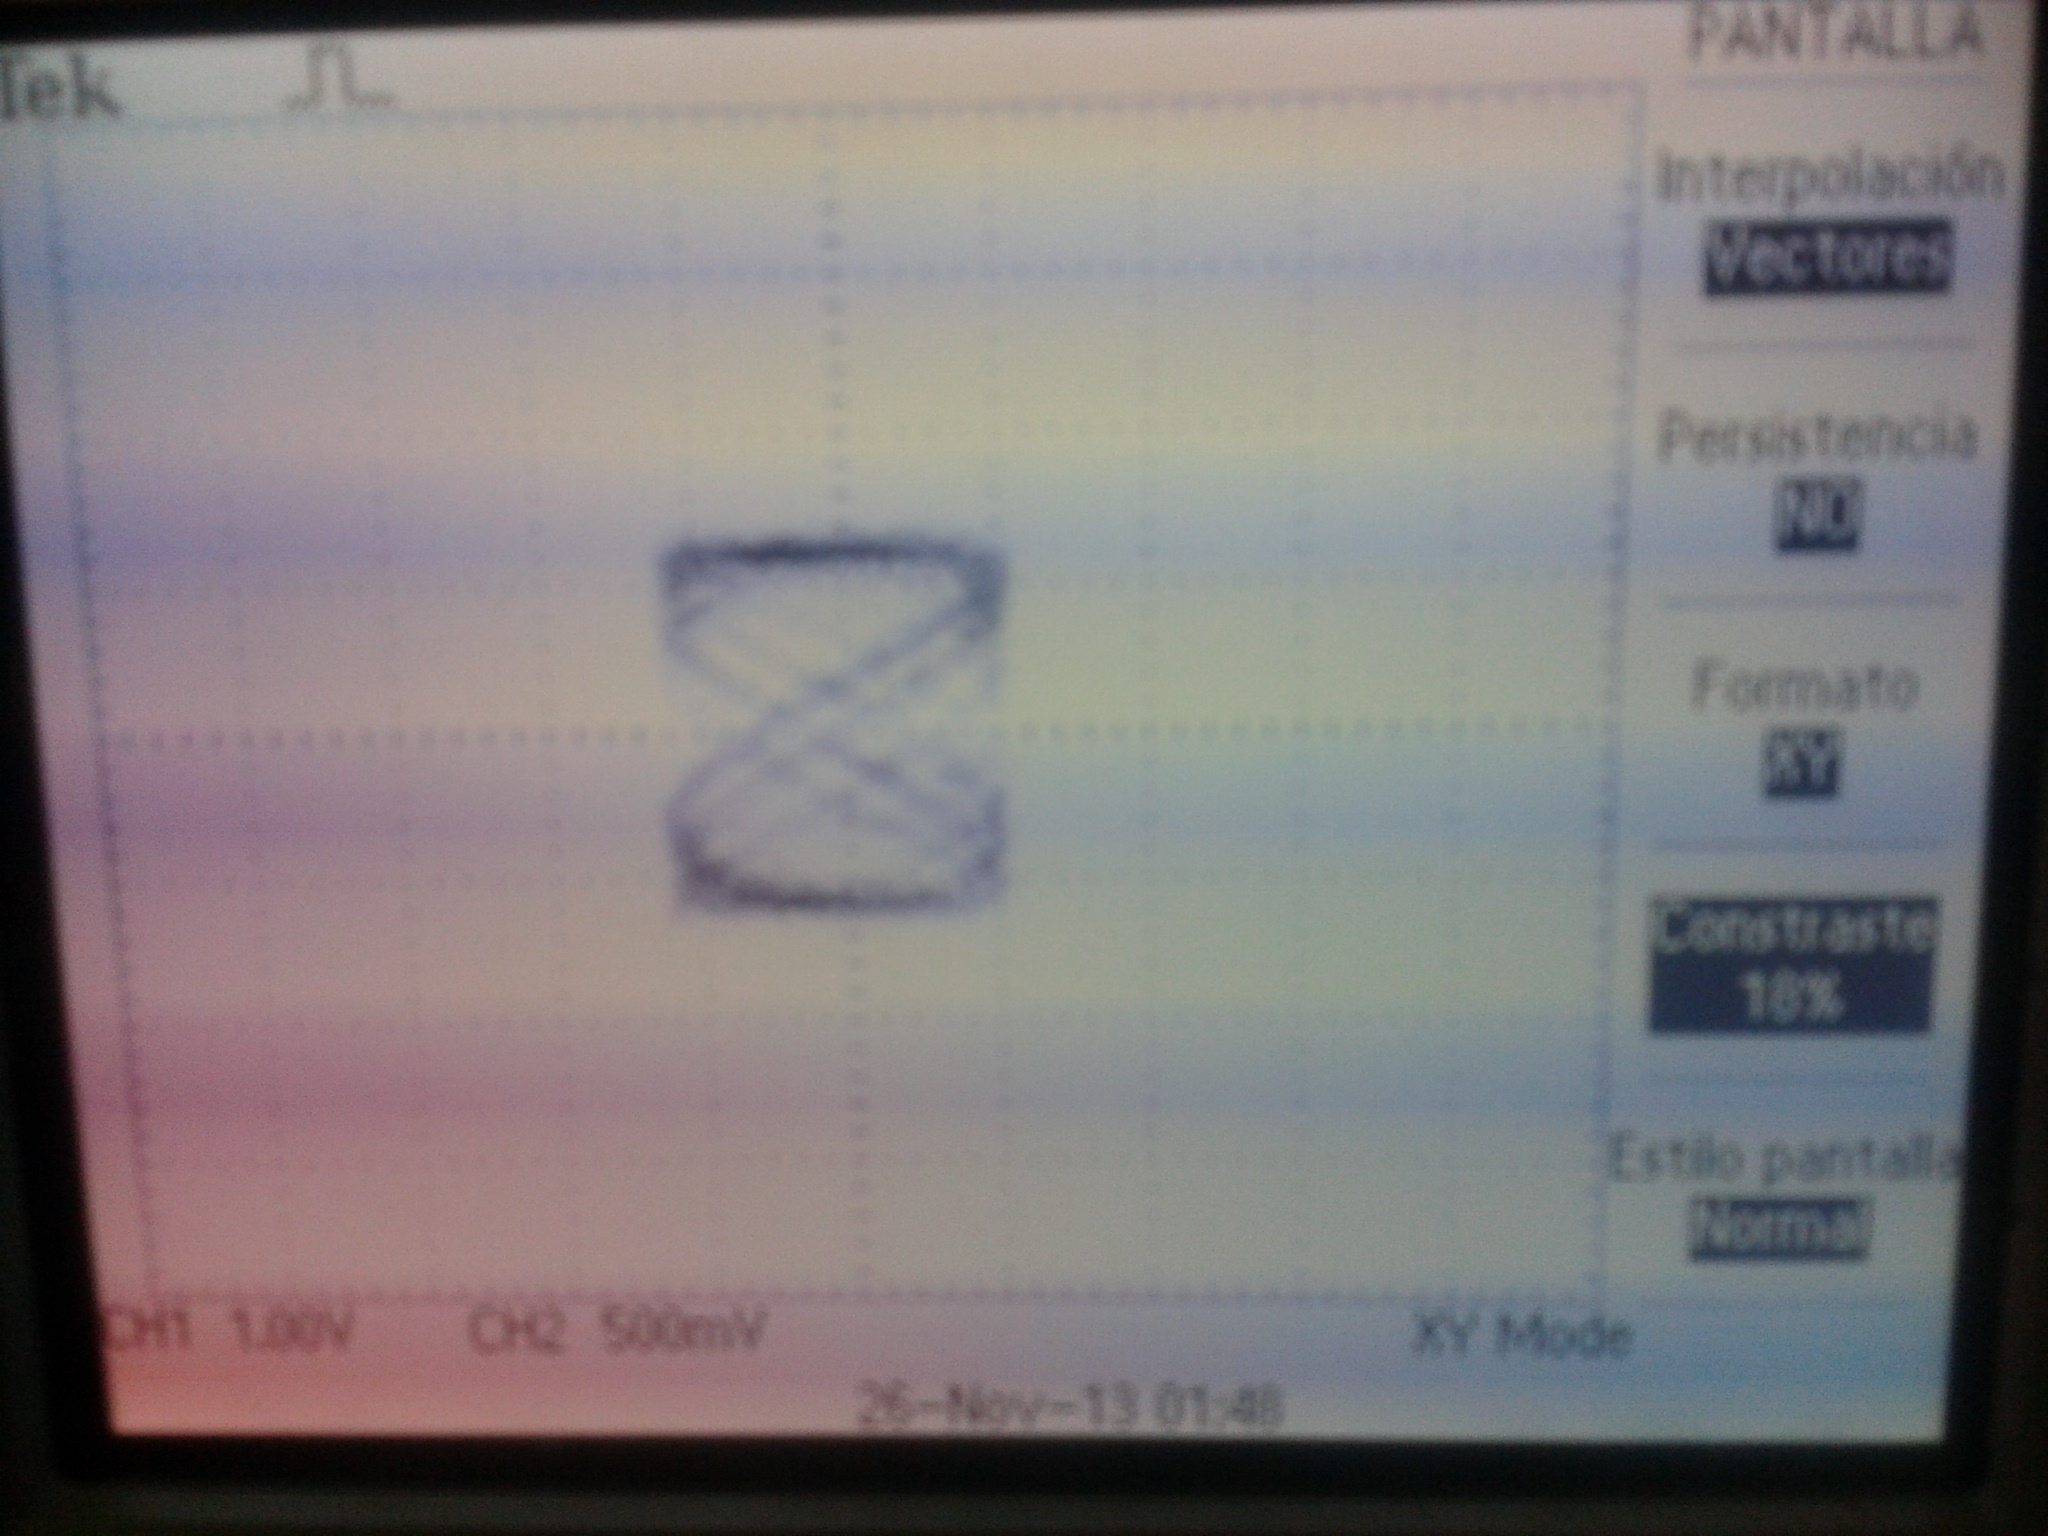 Tek
PANTALLA
Interpolación
Vectores
Persistencia
NO
Formato
XY
Constraste
18%
Estilo pantalla
Normal
CH1 1.00V CH2 500mV XY Mode
26-Nov-13 01:48